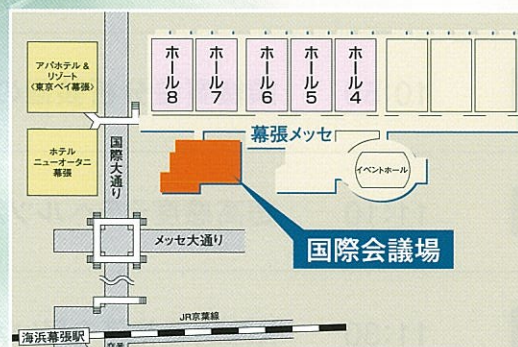 アパホテル&
リゾート
〈東京ベイ幕張〉
ホール8
ホール7
ホール6
ホール5
ホール4
ホテル
ニューオータニ
幕張
国際大通り
幕張メッセ
イベントホール
メッセ大通り
国際会議場
JR京葉線
海浜幕張駅